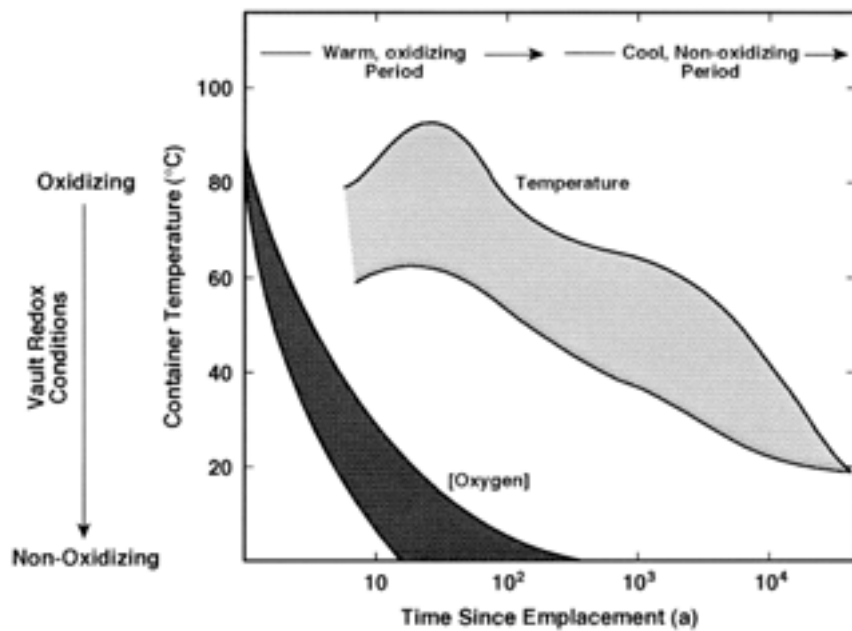 Warm, oxidizing
Period
Cool, Non-oxidizing
Period
100
80
60
40
20
Container Temperature (°C)
Oxidizing
Vault Redox
Conditions
Non-Oxidizing
Temperature
[Oxygen]
10
10²
10³
10⁴
Time Since Emplacement (a)